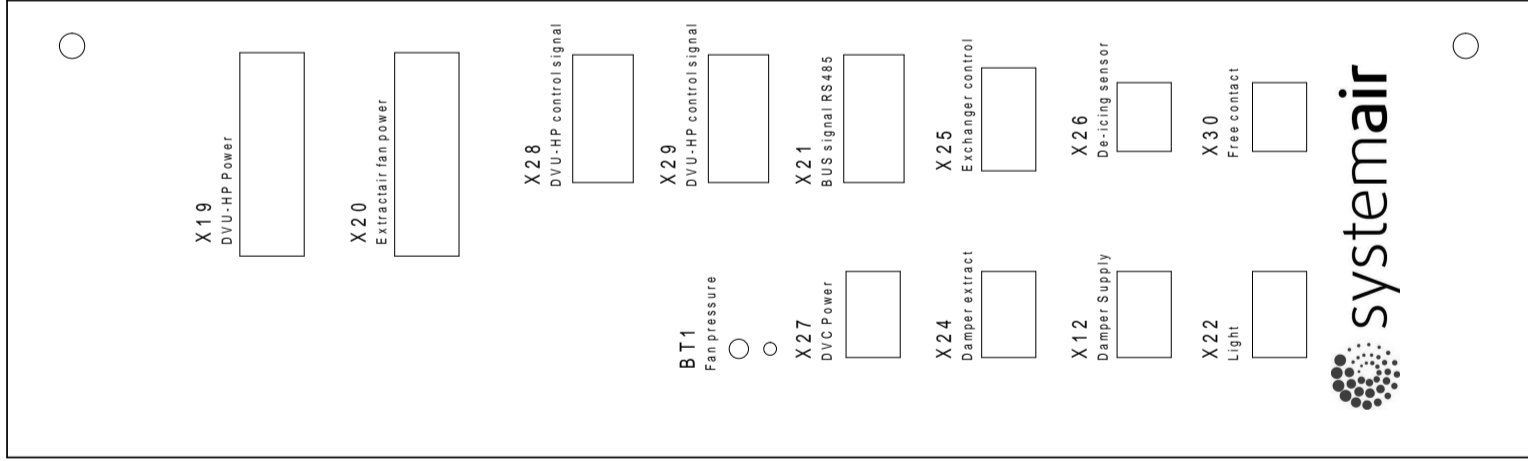 X19
DVU-HP Power
X20
Extractair fan power
X28
DVU-HP control signal
X29
DVU-HP control signal
X21
BUS signal RS485
X25
Exchanger control
X26
De-icing sensor
X30
Free contact
BT1
Fan pressure
X27
DVC Power
X24
Damper extract
X12
Damper Supply
X22
Light
systemair